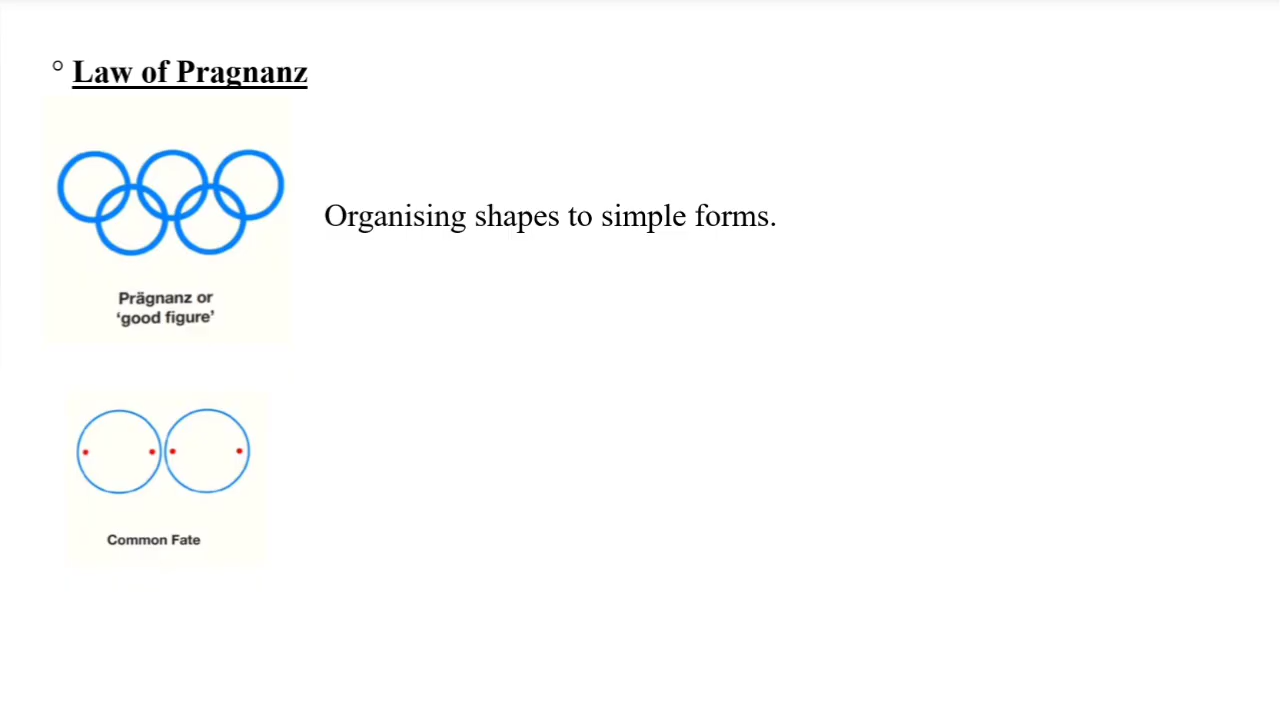 ° Law of Pragnanz
Organising shapes to simple forms.
Prägnanz or
‘good figure’
Common Fate